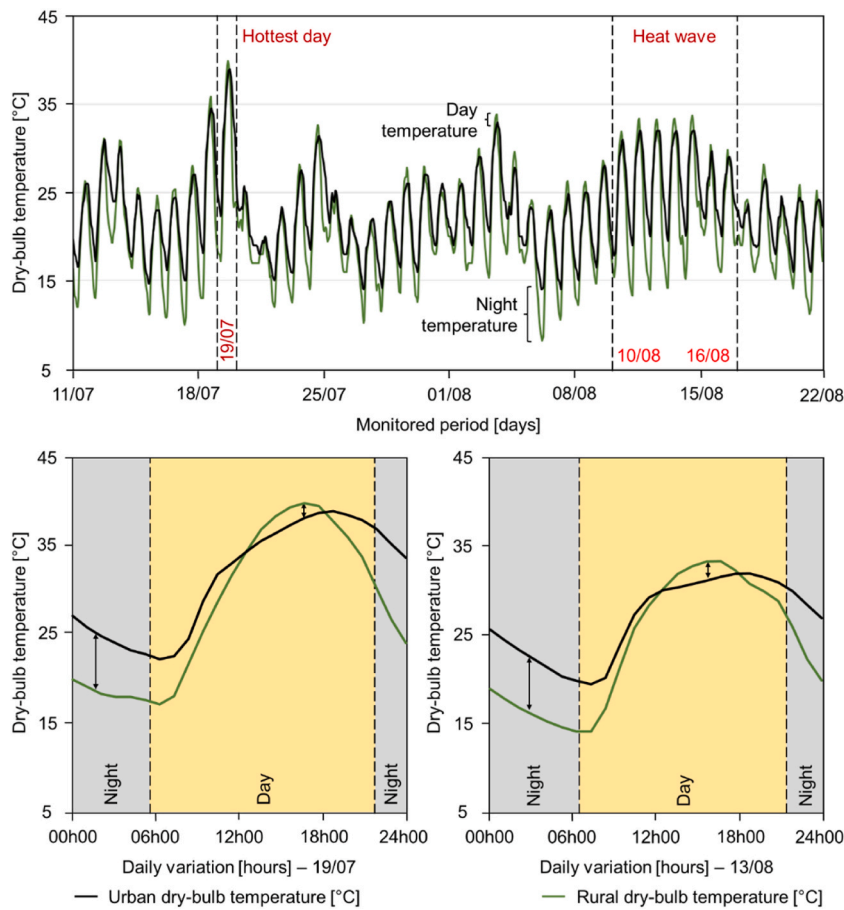 45
Hottest day
Heat wave
35
Day
temperature
25
15
Night
temperature
19/07
10/08
16/08
5
Dry-bulb temperature [°C]
11/07
18/07
25/07
01/08
08/08
15/08
22/08
Monitored period [days]
45
35
25
15
5
Dry-bulb temperature [°C]
Night
Day
Night
00h00
06h00
12h00
18h00
24h00
Daily variation [hours] – 19/07
45
35
25
15
5
Dry-bulb temperature [°C]
Night
Day
Night
00h00
06h00
12h00
18h00
24h00
Daily variation [hours] – 13/08
Urban dry-bulb temperature [°C]
Rural dry-bulb temperature [°C]